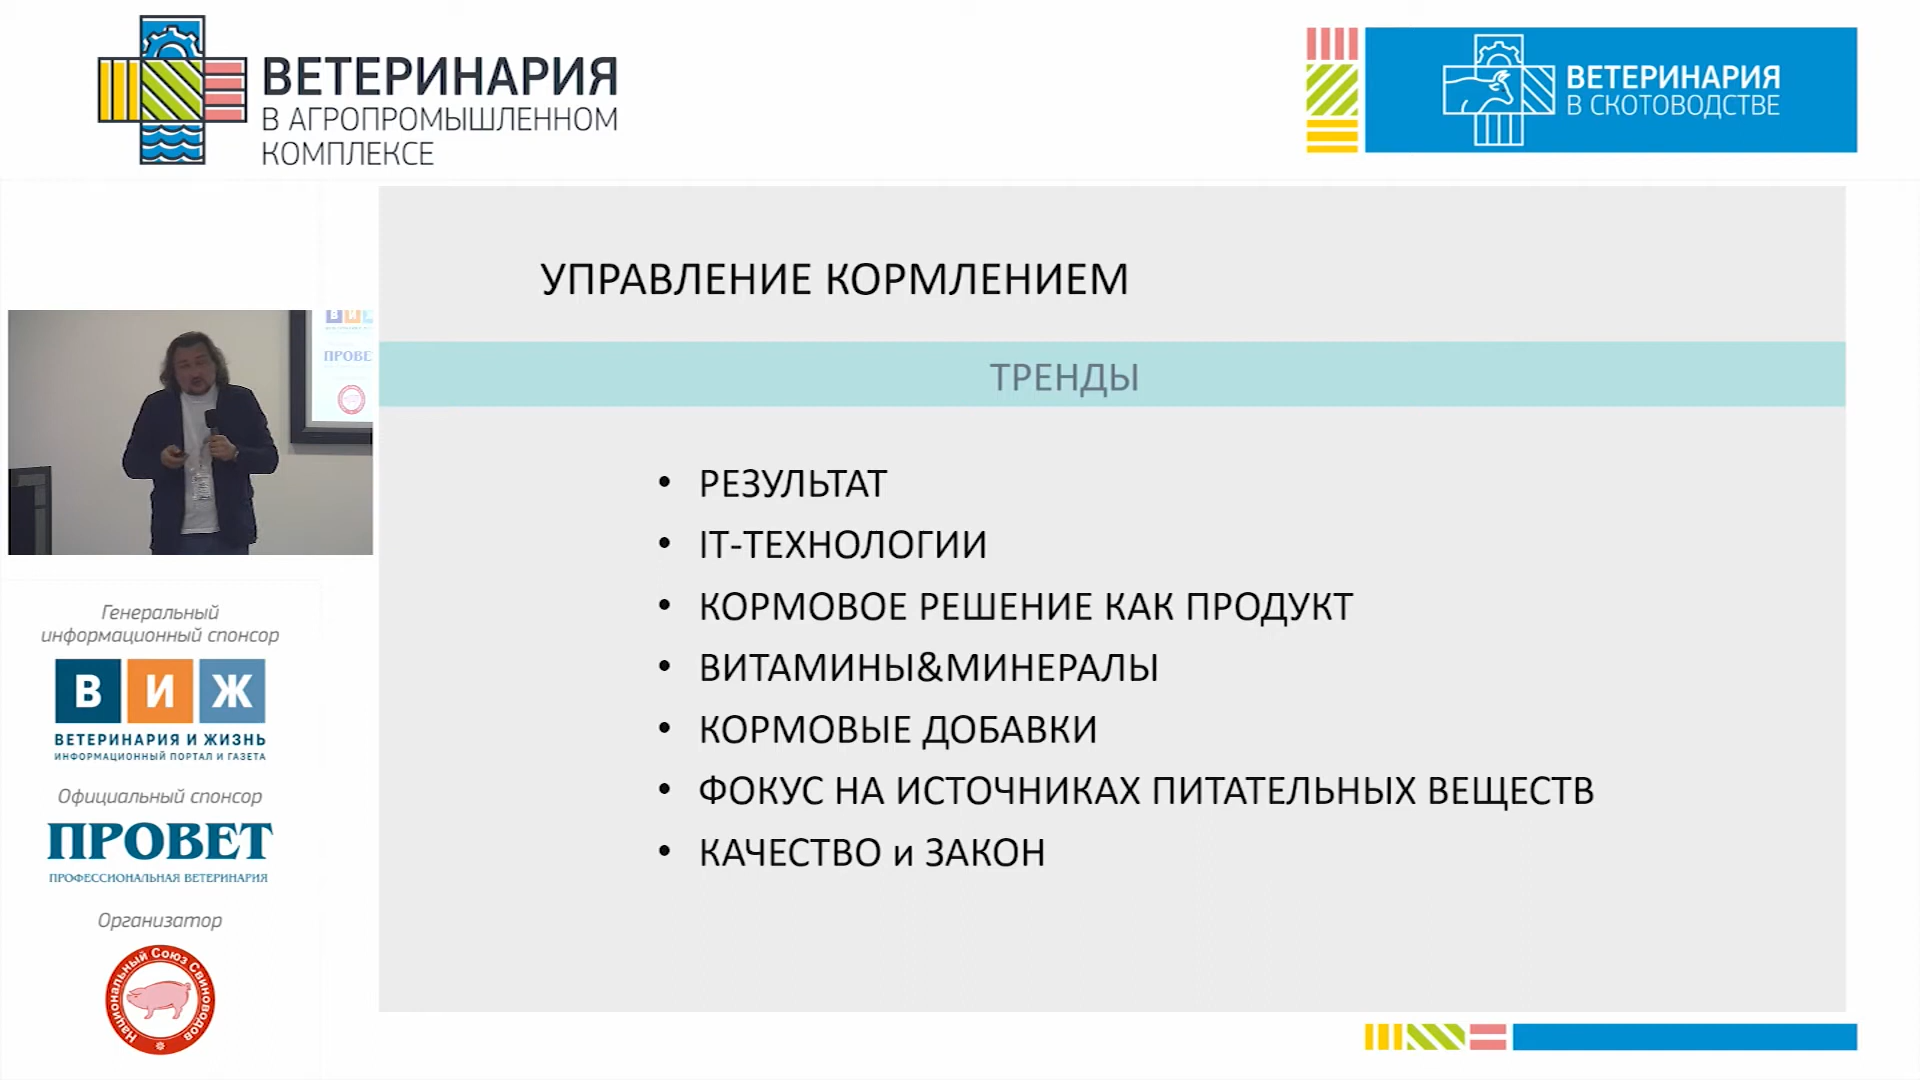 ВЕТЕРИНАРИЯ
В АГРОПРОМЫШЛЕННОМ
КОМПЛЕКСЕ
ВЕТЕРИНАРИЯ
В СКОТОВОДСТВЕ
УПРАВЛЕНИЕ КОРМЛЕНИЕМ
ТРЕНДЫ
• РЕЗУЛЬТАТ
• IT-ТЕХНОЛОГИИ
• КОРМОВОЕ РЕШЕНИЕ КАК ПРОДУКТ
• ВИТАМИНЫ&МИНЕРАЛЫ
• КОРМОВЫЕ ДОБАВКИ
• ФОКУС НА ИСТОЧНИКАХ ПИТАТЕЛЬНЫХ ВЕЩЕСТВ
• КАЧЕСТВО и ЗАКОН
ПРОВЕ
Генеральный
информационный спонсор
В И Ж
ВЕТЕРИНАРИЯ И ЖИЗНЬ
ИНФОРМАЦИОННЫЙ ПОРТАЛ И ГАЗЕТА
Официальный спонсор
ПРОВЕТ
ПРОФЕССИОНАЛЬНАЯ ВЕТЕРИНАРИЯ
Организатор
Национальный Союз Свиноводов